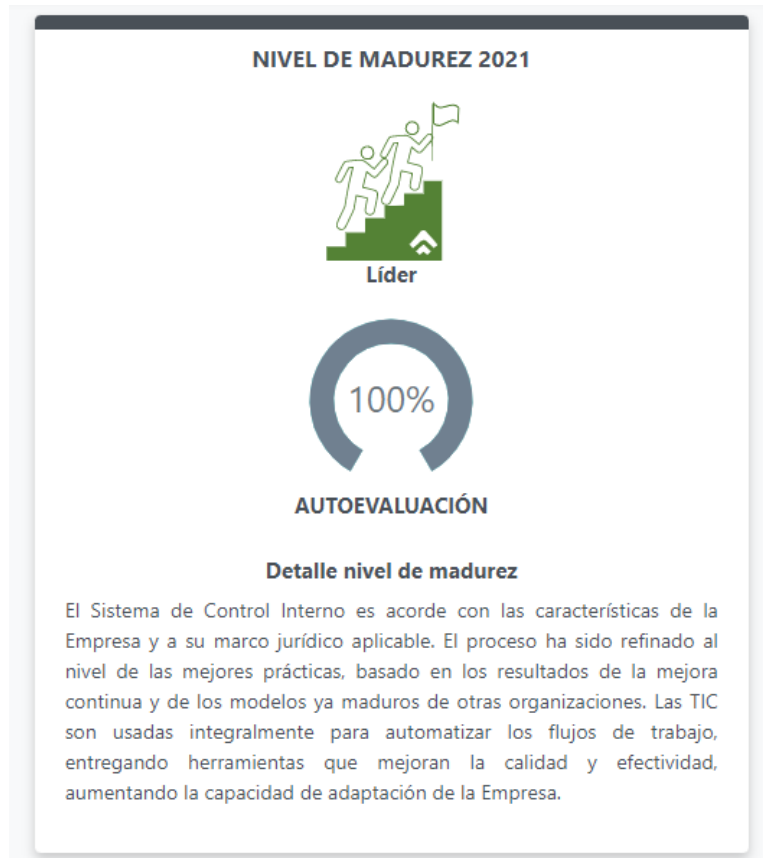 NIVEL DE MADUREZ 2021
Líder
100%
AUTOEVALUACIÓN
Detalle nivel de madurez
El Sistema de Control Interno es acorde con las características de la
Empresa y a su marco jurídico aplicable. El proceso ha sido refinado al
nivel de las mejores prácticas, basado en los resultados de la mejora
continua y de los modelos ya maduros de otras organizaciones. Las TIC
son usadas integralmente para automatizar los flujos de trabajo,
entregando herramientas que mejoran la calidad y efectividad,
aumentando la capacidad de adaptación de la Empresa.